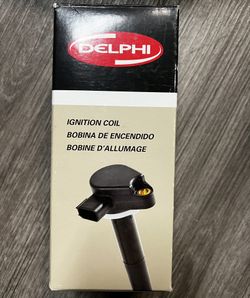 DELPHI
IGNITION COIL
BOBINA DE ENCENDIDO
BOBINE D'ALLUMAGE